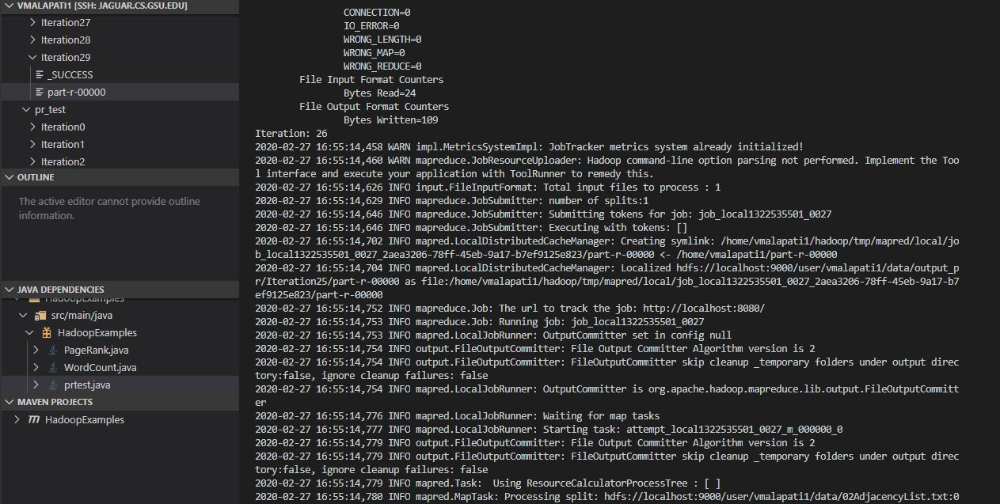 VMALAPATI1 [SSH: JAGUAR.CS.GSU.EDU]
Iteration27
Iteration28
Iteration29
_SUCCESS
part-r-00000
pr_test
Iteration0
Iteration1
Iteration2
OUTLINE
The active editor cannot provide outline
information.
JAVA DEPENDENCIES
HadoopExamples
src/main/java
HadoopExamples
PageRank.java
WordCount.java
prtest.java
MAVEN PROJECTS
HadoopExamples
CONNECTION=0
IO_ERROR=0
WRONG_LENGTH=0
WRONG_MAP=0
WRONG_REDUCE=0
File Input Format Counters
Bytes Read=24
File Output Format Counters
Bytes Written=109
Iteration: 26
2020-02-27 16:55:14,458 WARN impl.MetricsSystemImpl: JobTracker metrics system already initialized!
2020-02-27 16:55:14,460 WARN mapreduce.JobResourceUploader: Hadoop command-line option parsing not performed. Implement the Too
l interface and execute your application with ToolRunner to remedy this.
2020-02-27 16:55:14,626 INFO input.FileInputFormat: Total input files to process : 1
2020-02-27 16:55:14,629 INFO mapreduce.JobSubmitter: number of splits:1
2020-02-27 16:55:14,646 INFO mapreduce.JobSubmitter: Submitting tokens for job: job_local1322535501_0027
2020-02-27 16:55:14,646 INFO mapreduce.JobSubmitter: Executing with tokens: []
2020-02-27 16:55:14,702 INFO mapred.LocalDistributedCacheManager: Creating symlink: /home/vmalapati1/hadoop/tmp/mapred/local/jo
b_local1322535501_0027_2aea3206-78ff-45eb-9a17-b7ef9125e823/part-r-00000 <- /home/vmalapati1/part-r-00000
2020-02-27 16:55:14,704 INFO mapred.LocalDistributedCacheManager: Localized hdfs://localhost:9000/user/vmalapati1/data/output_p
r/Iteration25/part-r-00000 as file:/home/vmalapati1/hadoop/tmp/mapred/local/job_local1322535501_0027_2aea3206-78ff-45eb-9a17-b7
ef9125e823/part-r-00000
2020-02-27 16:55:14,752 INFO mapreduce.Job: The url to track the job: http://localhost:8080/
2020-02-27 16:55:14,753 INFO mapreduce.Job: Running job: job_local1322535501_0027
2020-02-27 16:55:14,753 INFO mapred.LocalJobRunner: OutputCommitter set in config null
2020-02-27 16:55:14,754 INFO output.FileOutputCommitter: File Output Committer Algorithm version is 2
2020-02-27 16:55:14,754 INFO output.FileOutputCommitter: FileOutputCommitter skip cleanup _temporary folders under output direc
tory:false, ignore cleanup failures: false
2020-02-27 16:55:14,754 INFO mapred.LocalJobRunner: OutputCommitter is org.apache.hadoop.mapreduce.lib.output.FileOutputCommitt
er
2020-02-27 16:55:14,776 INFO mapred.LocalJobRunner: Waiting for map tasks
2020-02-27 16:55:14,777 INFO mapred.LocalJobRunner: Starting task: attempt_local1322535501_0027_m_000000_0
2020-02-27 16:55:14,779 INFO output.FileOutputCommitter: File Output Committer Algorithm version is 2
2020-02-27 16:55:14,779 INFO output.FileOutputCommitter: FileOutputCommitter skip cleanup _temporary folders under output direc
tory:false, ignore cleanup failures: false
2020-02-27 16:55:14,779 INFO mapred.Task:  Using ResourceCalculatorProcessTree : [ ]
2020-02-27 16:55:14,780 INFO mapred.MapTask: Processing split: hdfs://localhost:9000/user/vmalapati1/data/02AdjacencyList.txt:0